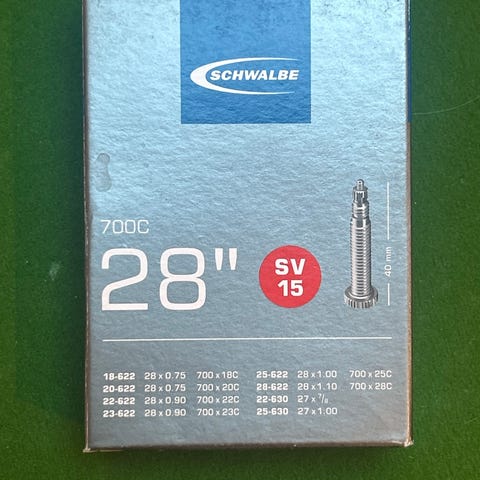 SCHWALBE
700C
28"
SV
15
40 mm
18-622 28 x 0.75 700 x 18C 25-622 28 x 1.00 700 x 25C
20-622 28 x 0.75 700 x 20C 28-622 28 x 1.10 700 x 28C
22-622 28 x 0.90 700 x 22C 22-630 27 x 7/8
23-622 28 x 0.90 700 x 23C 25-630 27 x 1.00